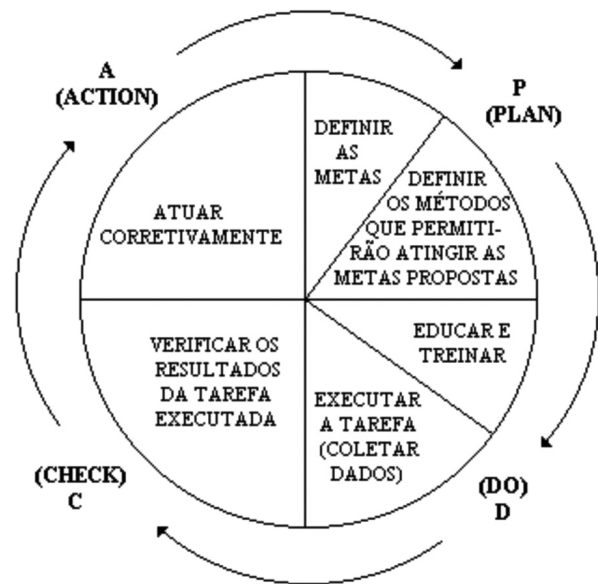 A
(ACTION)
P
(PLAN)
DEFINIR
AS
METAS
DEFINIR
OS MÉTODOS
QUE PERMITI-
RÃO ATINGIR AS
METAS PROPOSTAS
ATUAR
CORRETIVAMENTE
EDUCAR E
TREINAR
VERIFICAR OS
RESULTADOS
DA TAREFA
EXECUTADA
EXECUTAR
A TAREFA
(COLETAR
DADOS)
(CHECK)
C
(DO)
D